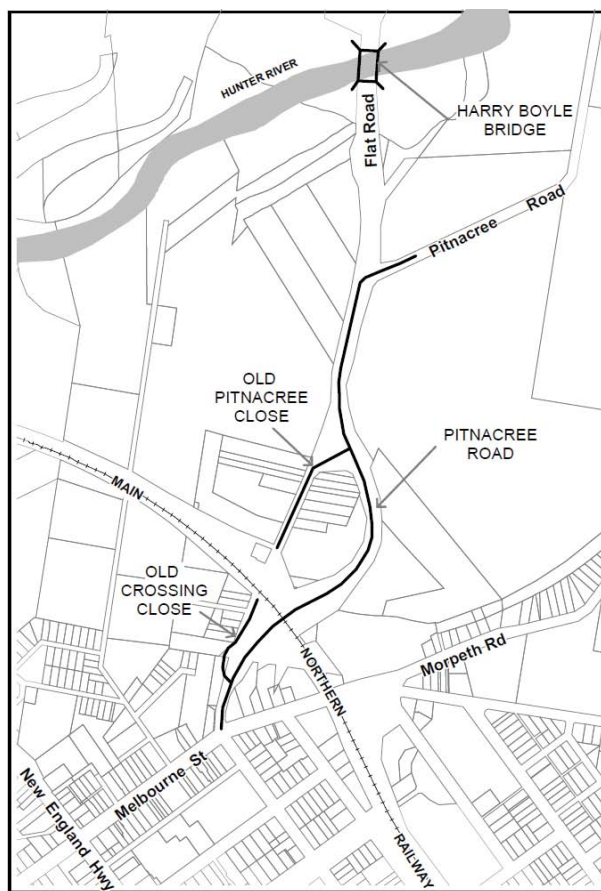 HUNTER RIVER
HARRY BOYLE
BRIDGE
Flat Road
Pitnacree Road
OLD
PITNACREE
CLOSE
PITNACREE
ROAD
MAIN
OLD
CROSSING
CLOSE
NORTHERN
Morpeth Rd
Melbourne St
New England Hwy
RAILWAY